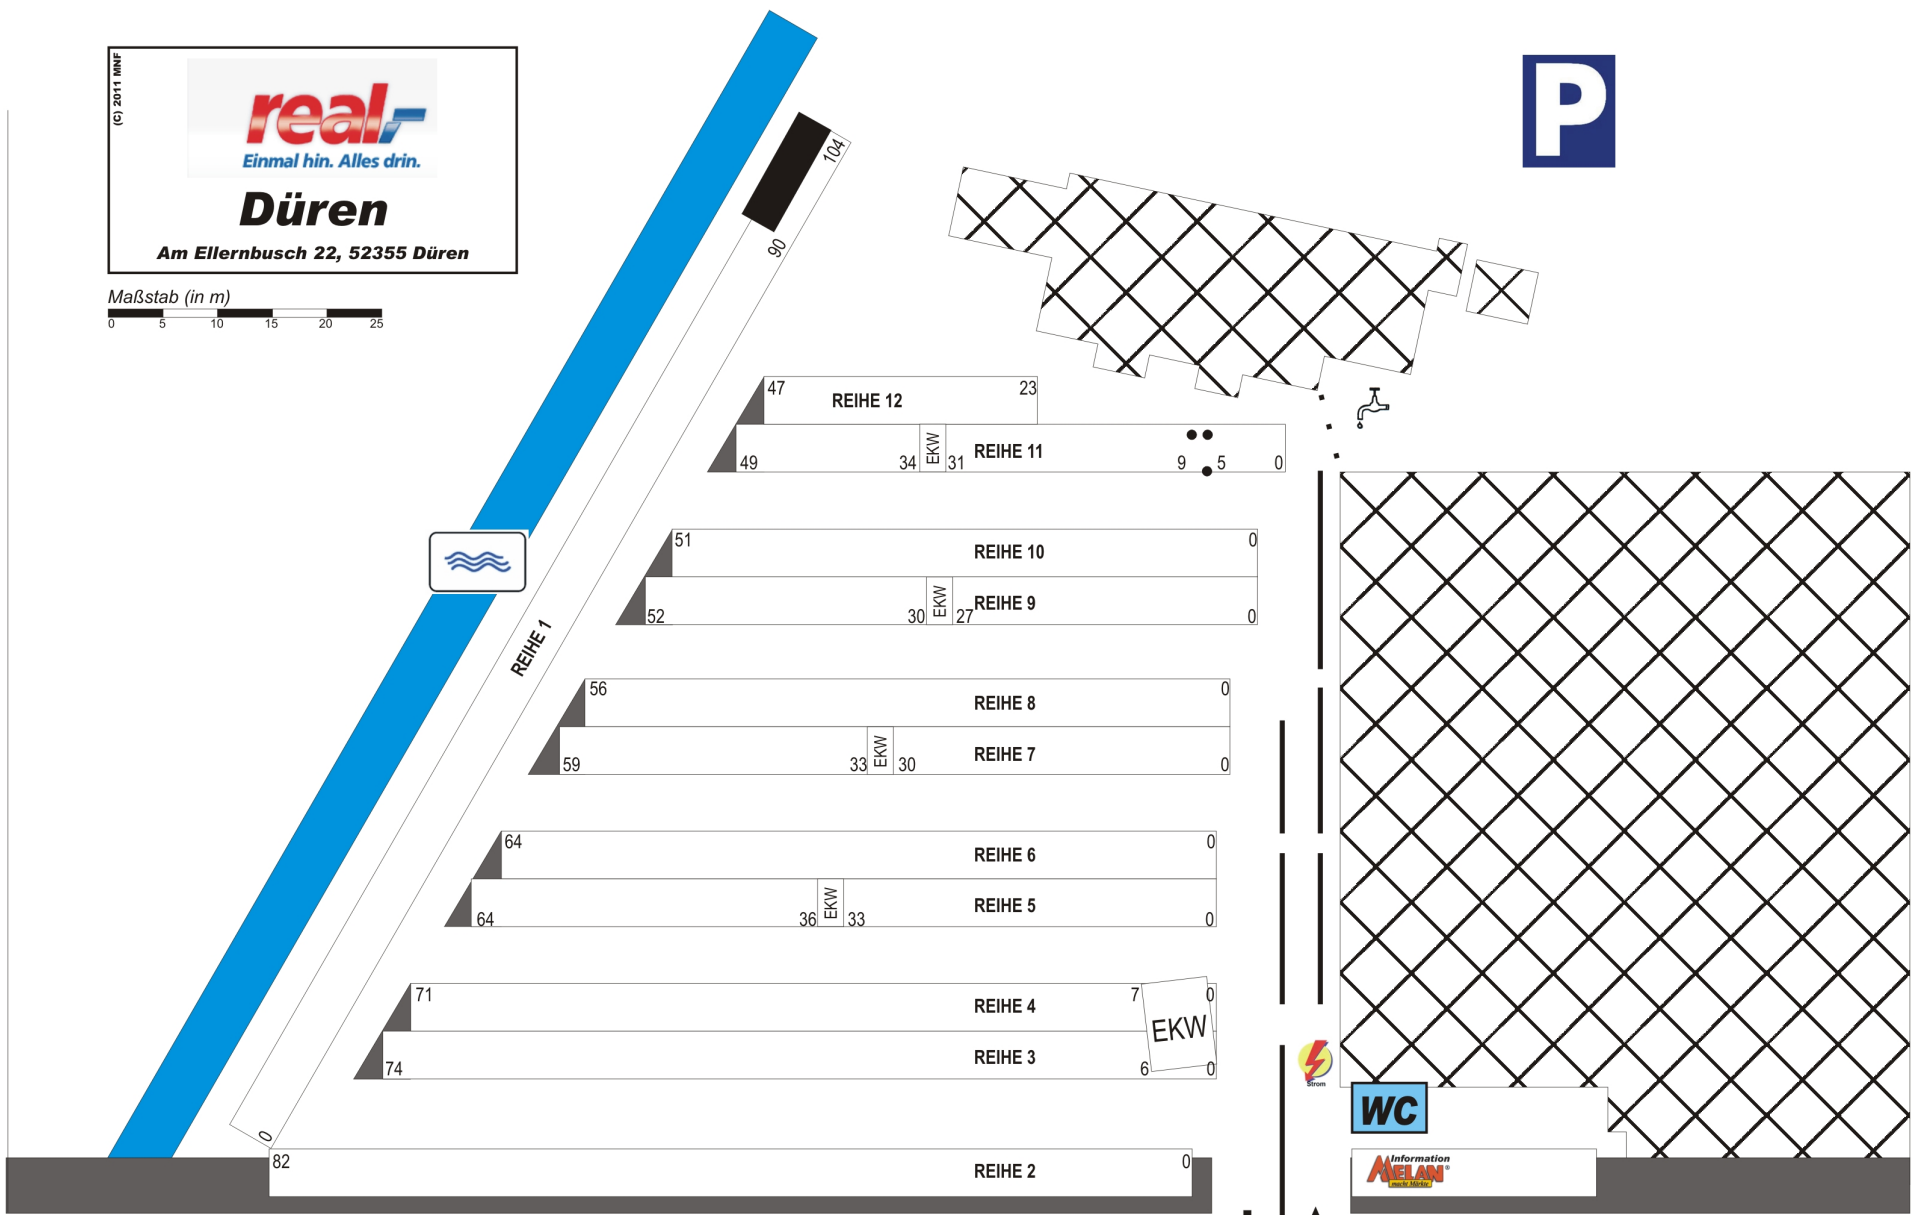 (C) 2011 MNF
real,-
Einmal hin. Alles drin.
Düren
Am Ellernbusch 22, 52355 Düren
Maßstab (in m)
0 5 10 15 20 25
P
104
90
REIHE 1
0
47 REIHE 12 23
49 34 EKW 31 REIHE 11 9 5 0
51 REIHE 10 0
52 30 EKW 27 REIHE 9 0
56 REIHE 8 0
59 33 EKW 30 REIHE 7 0
64 REIHE 6 0
64 36 EKW 33 REIHE 5 0
71 REIHE 4 7 0
EKW
74 REIHE 3 6 0
Strom
WC
82 REIHE 2 0
Information
MELAN®
macht Märkte